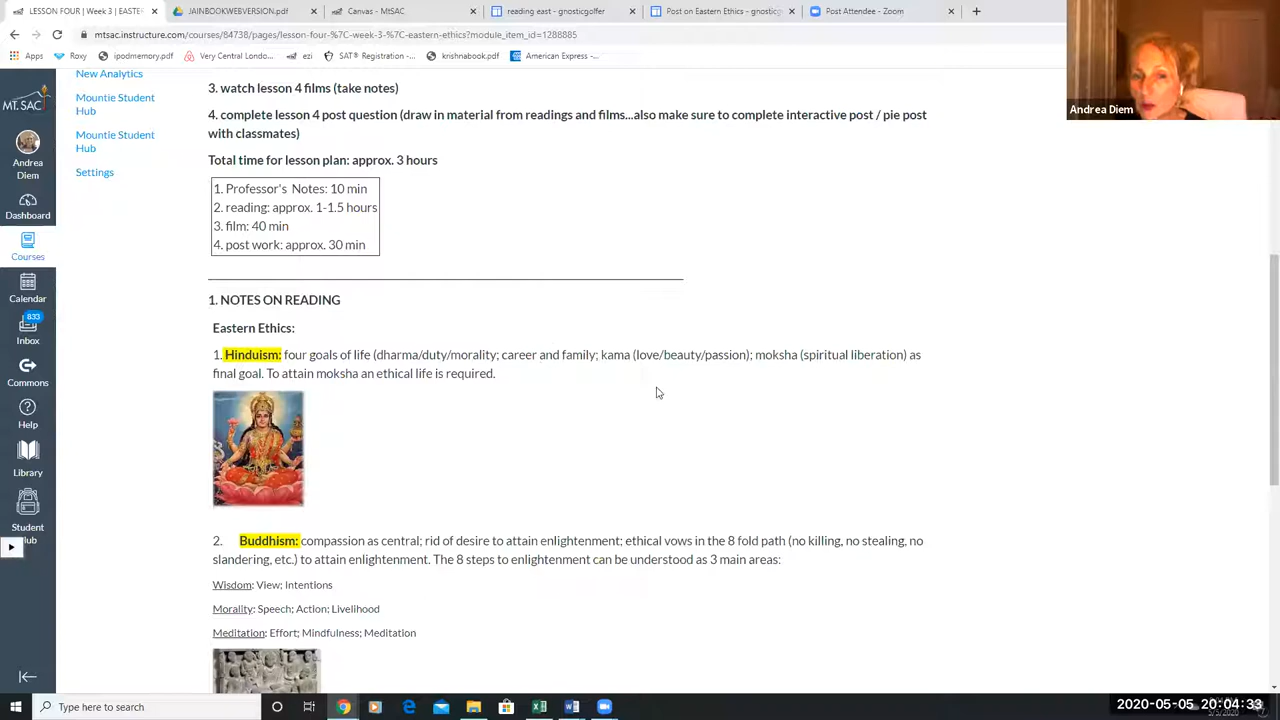 LESSON FOUR | Week 3 | EASTER
JAINBOOKWEBVERSION.pdf
Canvas - MtSAC
reading east - gnosticgoffer
Post on Eastern Ethics - gnosticg
Post Attendee - Zoom
mtsac.instructure.com/courses/84738/pages/lesson-four-%7C-week-3-%7C-eastern-ethics?module_item_id=1288885
Apps
Roxy
ipodmemory.pdf
Very Central London...
ezi
SAT® Registration -...
krishnabook.pdf
American Express -...
Andrea Diem
MT.SAC
Andrea
Diem
Dashboard
Courses
Calendar
833
Inbox
Commons
Help
Library
Student
New Analytics
Mountie Student
Hub
Mountie Student
Hub
Settings
3. watch lesson 4 films (take notes)
4. complete lesson 4 post question (draw in material from readings and films...also make sure to complete interactive post / pie post
with classmates)
Total time for lesson plan: approx. 3 hours
1. Professor's Notes: 10 min
2. reading: approx. 1-1.5 hours
3. film: 40 min
4. post work: approx. 30 min
1. NOTES ON READING
Eastern Ethics:
1. Hinduism: four goals of life (dharma/duty/morality; career and family; kama (love/beauty/passion); moksha (spiritual liberation) as
final goal. To attain moksha an ethical life is required.
2. Buddhism: compassion as central; rid of desire to attain enlightenment; ethical vows in the 8 fold path (no killing, no stealing, no
slandering, etc.) to attain enlightenment. The 8 steps to enlightenment can be understood as 3 main areas:
Wisdom: View; Intentions
Morality: Speech; Action; Livelihood
Meditation: Effort; Mindfulness; Meditation
Type here to search
2020-05-05 20:04:33